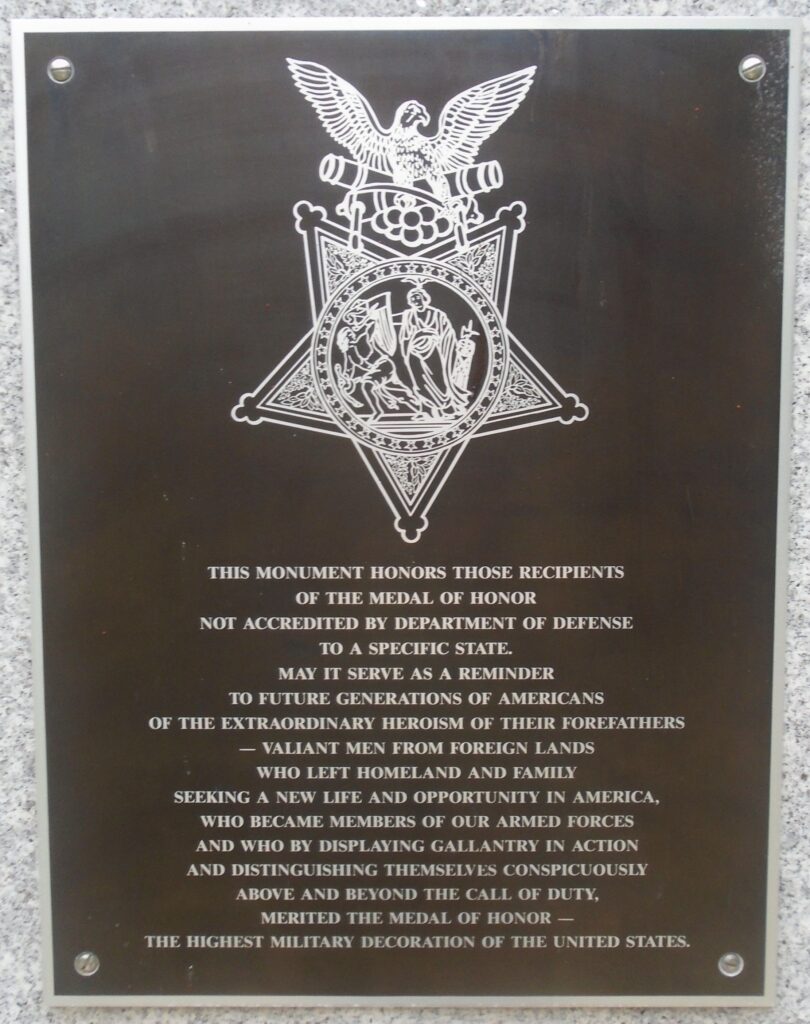 THIS MONUMENT HONORS THOSE RECIPIENTS
OF THE MEDAL OF HONOR
NOT ACCREDITED BY DEPARTMENT OF DEFENSE
TO A SPECIFIC STATE.
MAY IT SERVE AS A REMINDER
TO FUTURE GENERATIONS OF AMERICANS
OF THE EXTRAORDINARY HEROISM OF THEIR FOREFATHERS
— VALIANT MEN FROM FOREIGN LANDS
WHO LEFT HOMELAND AND FAMILY
SEEKING A NEW LIFE AND OPPORTUNITY IN AMERICA,
WHO BECAME MEMBERS OF OUR ARMED FORCES
AND WHO BY DISPLAYING GALLANTRY IN ACTION
AND DISTINGUISHING THEMSELVES CONSPICUOUSLY
ABOVE AND BEYOND THE CALL OF DUTY,
MERITED THE MEDAL OF HONOR —
THE HIGHEST MILITARY DECORATION OF THE UNITED STATES.